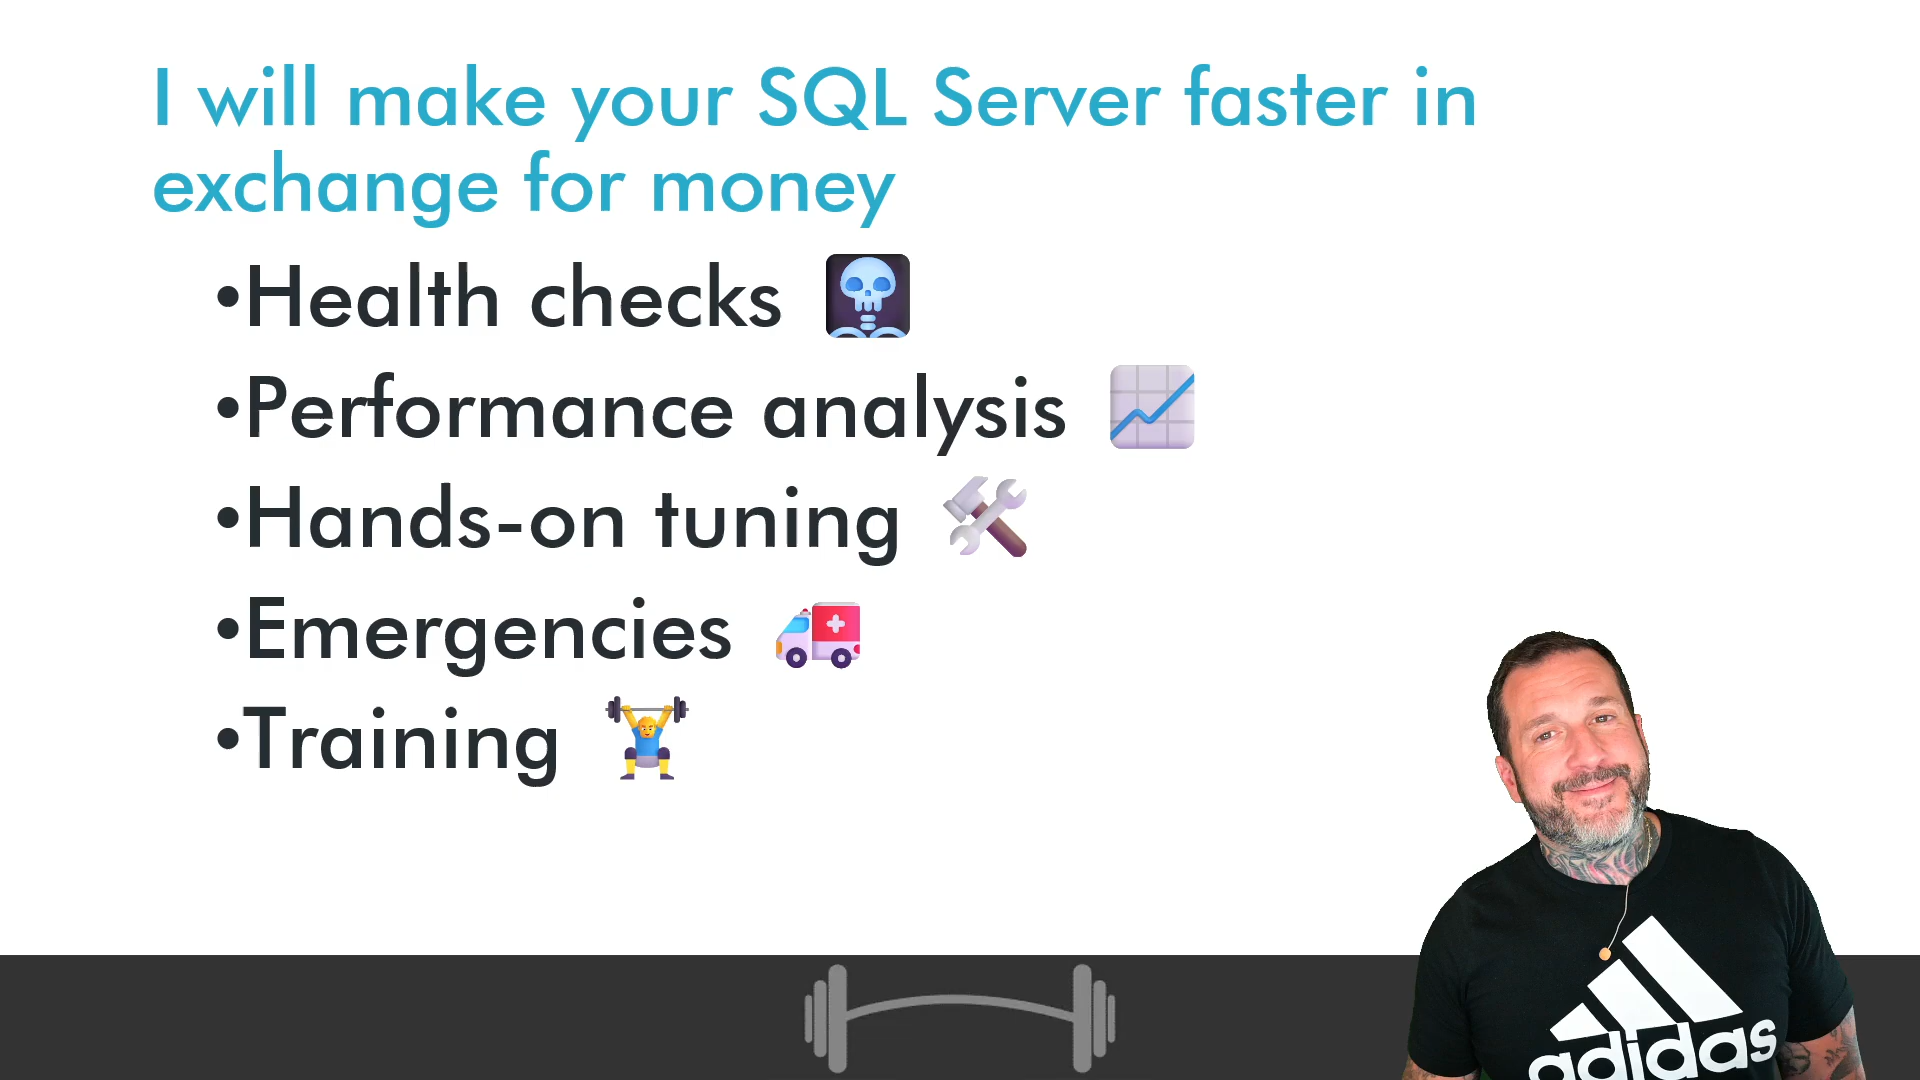 I will make your SQL Server faster in
exchange for money
•Health checks
•Performance analysis
•Hands-on tuning
•Emergencies
•Training
adidas